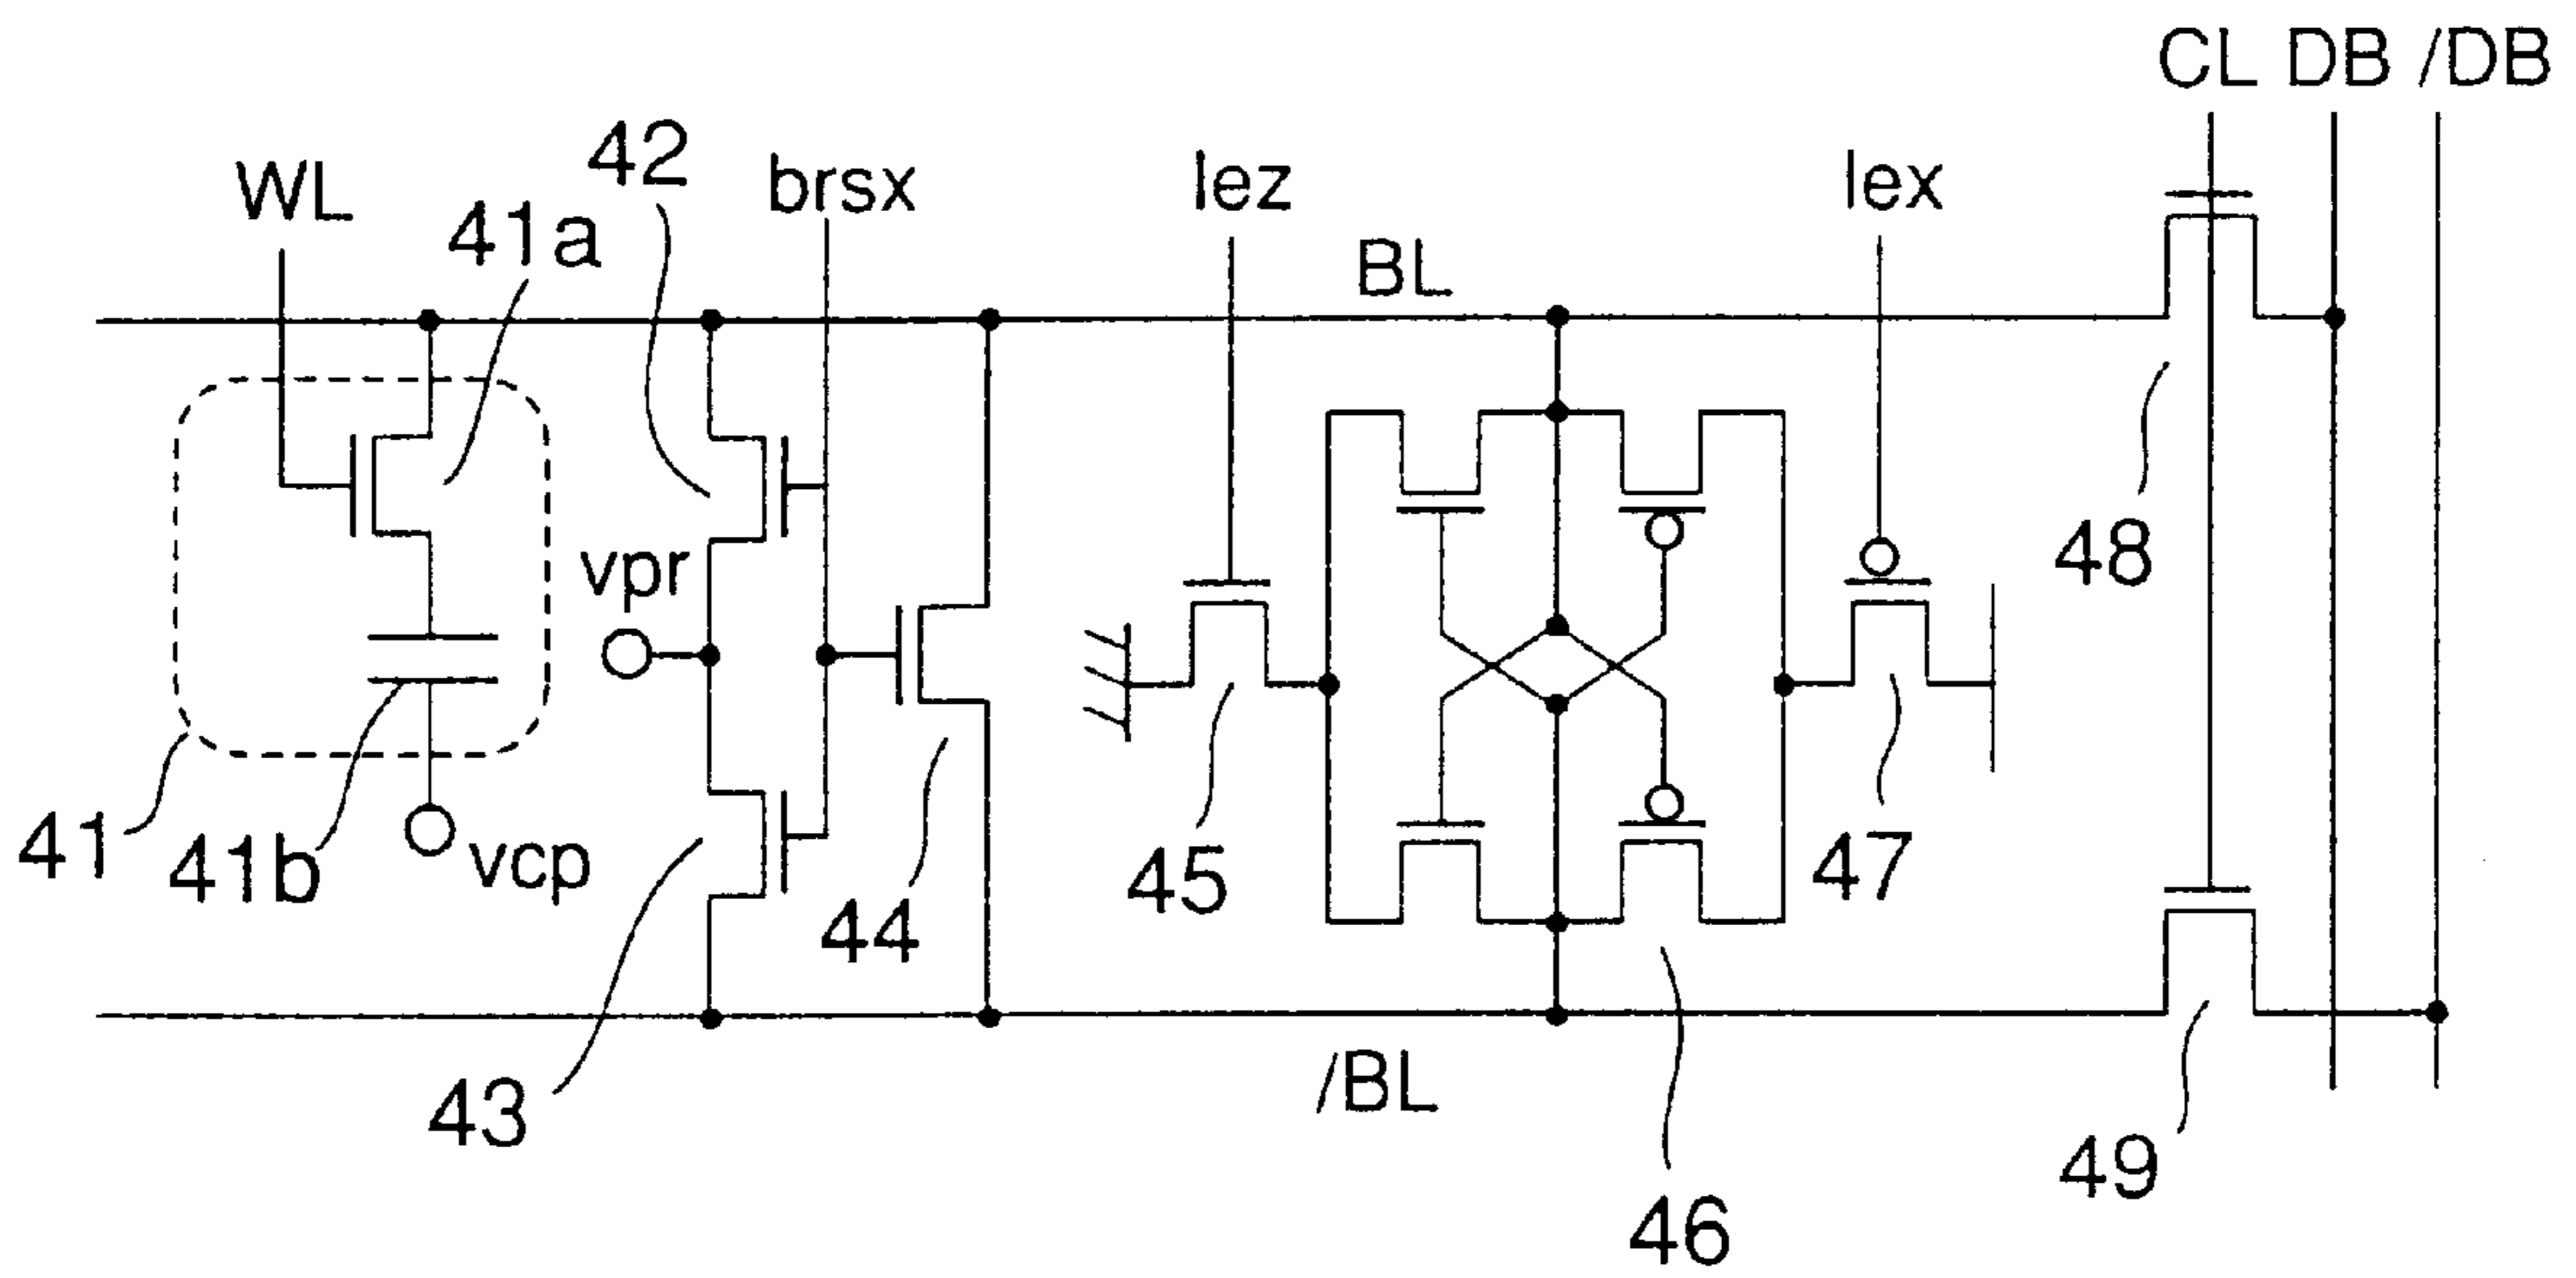 CL DB /DB
WL
42
brsx
lez
lex
41a
BL
vpr
48
41
41b
vcp
44
45
47
43
/BL
49
46